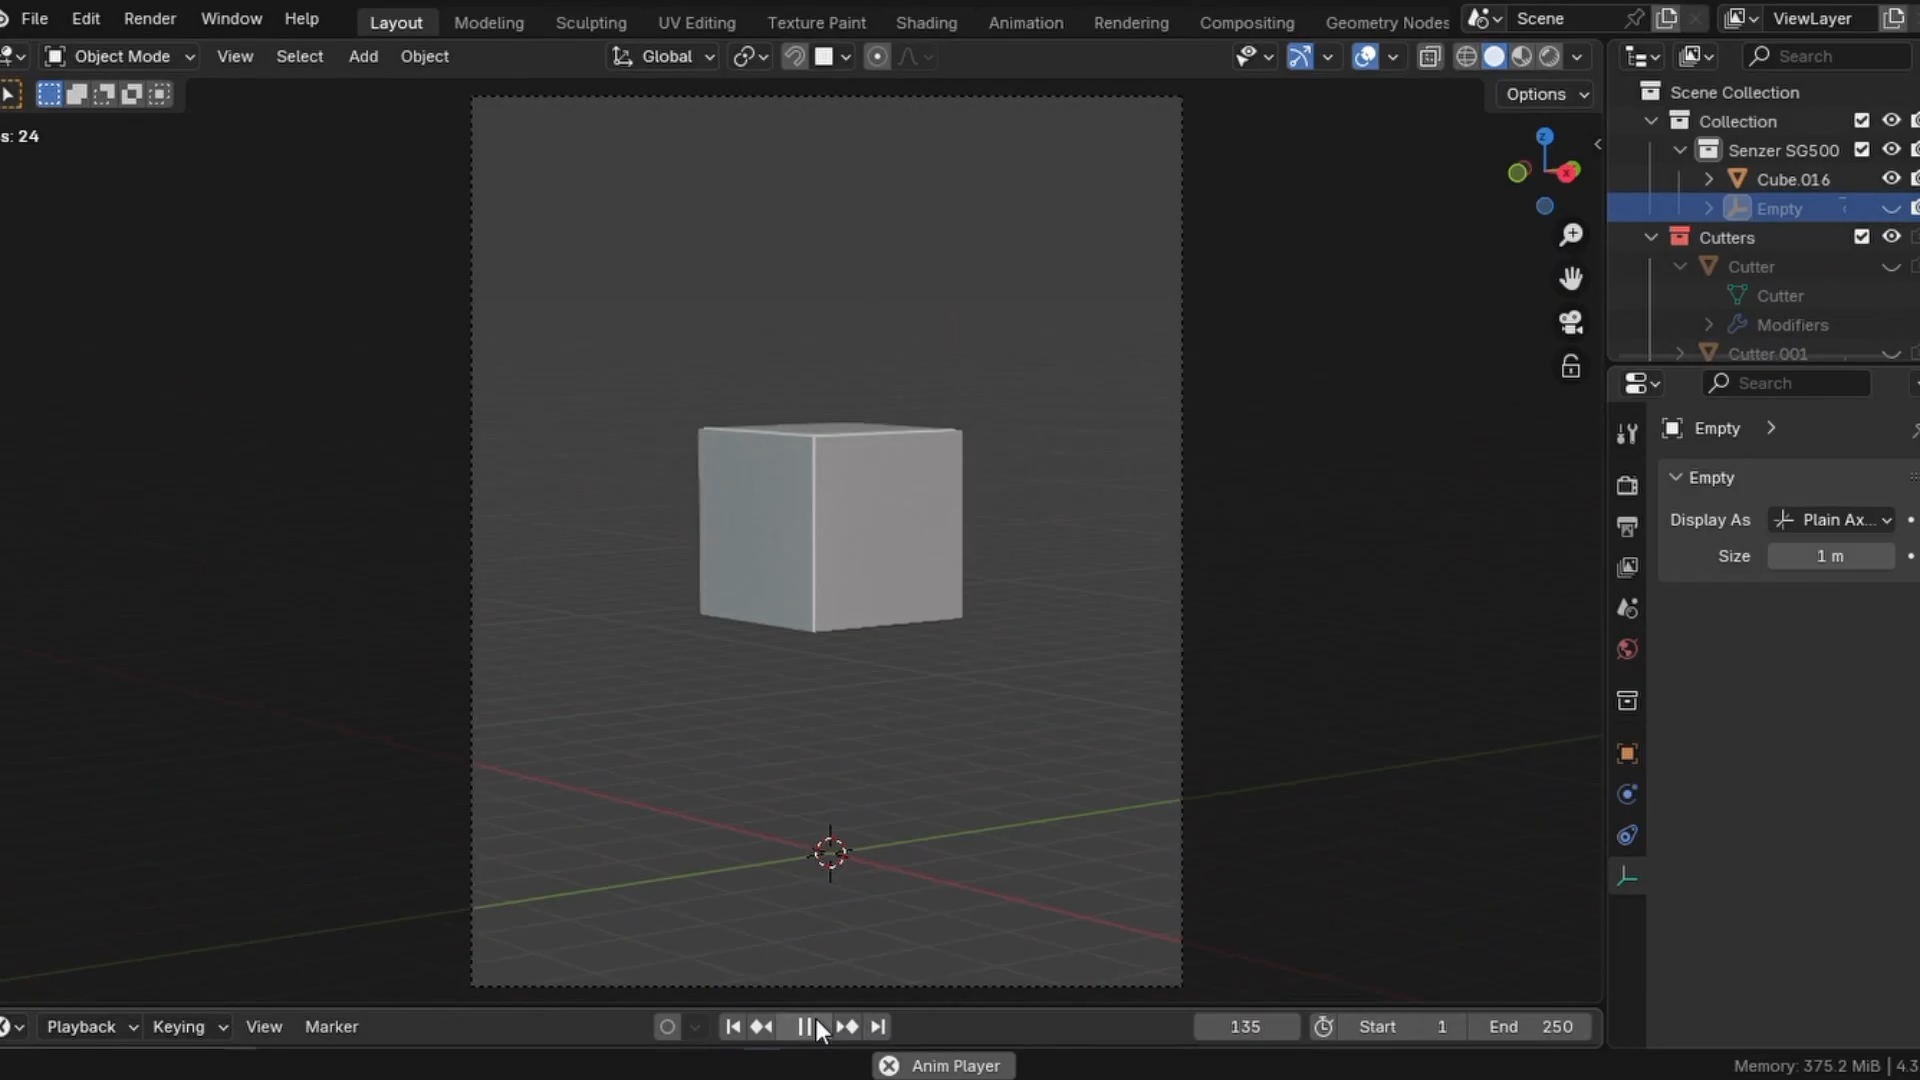 File Edit Render Window Help Layout Modeling Sculpting UV Editing Texture Paint Shading Animation Rendering Compositing Geometry Nodes Scene ViewLayer
Object Mode View Select Add Object Global Search
Options
s: 24
Scene Collection
Collection
Senzer SG500
Cube.016
Empty
Cutters
Cutter
Cutter
Modifiers
Cutter.001
Search
Empty
Empty
Display As Plain Ax...
Size 1 m
Z
X
Playback Keying View Marker 135 Start 1 End 250
Anim Player
Memory: 375.2 MiB | 4.3